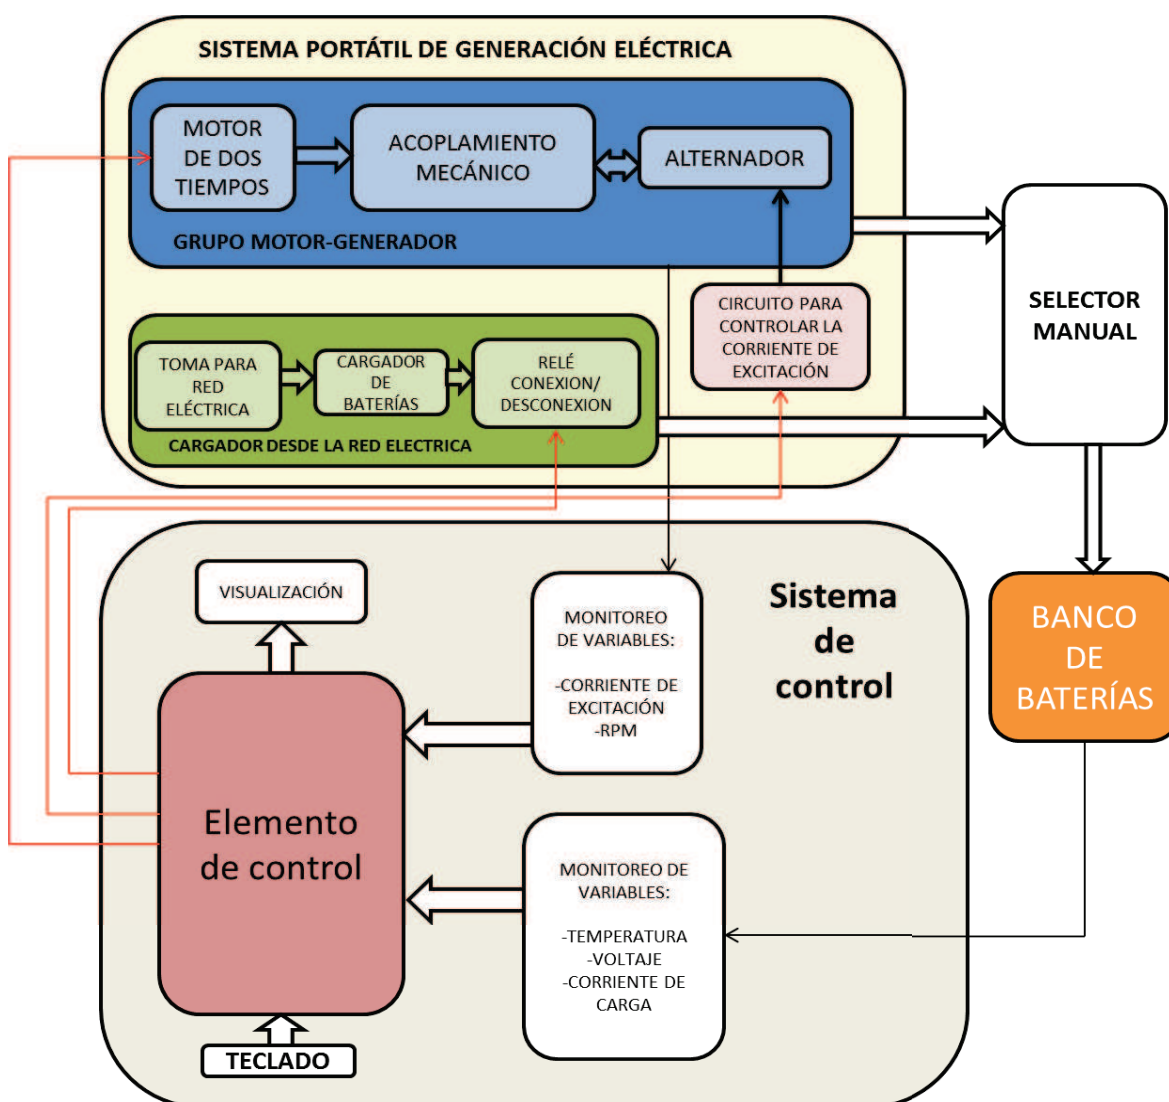 SISTEMA PORTÁTIL DE GENERACIÓN ELÉCTRICA
MOTOR
DE DOS
TIEMPOS
ACOPLAMIENTO
MECÁNICO
ALTERNADOR
GRUPO MOTOR-GENERADOR
CIRCUITO PARA
CONTROLAR LA
CORRIENTE DE
EXCITACIÓN
TOMA PARA
RED
ELÉCTRICA
CARGADOR
DE
BATERÍAS
RELÉ
CONEXION/
DESCONEXION
CARGADOR DESDE LA RED ELECTRICA
SELECTOR
MANUAL
BANCO
DE
BATERÍAS
Sistema
de
control
VISUALIZACIÓN
MONITOREO
DE VARIABLES:
-CORRIENTE DE
EXCITACIÓN
-RPM
Elemento
de control
MONITOREO DE
VARIABLES:
-TEMPERATURA
-VOLTAJE
-CORRIENTE DE
CARGA
TECLADO